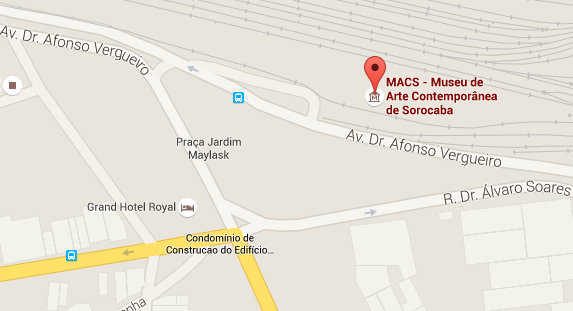 Av. Dr. Afonso Vergueiro
MACS - Museu de
Arte Contemporânea
de Sorocaba
Av. Dr. Afonso Vergueiro
Praça Jardim
Maylask
R. Dr. Álvaro Soares
Grand Hotel Royal
Condomínio de
Construcao do Edifício...